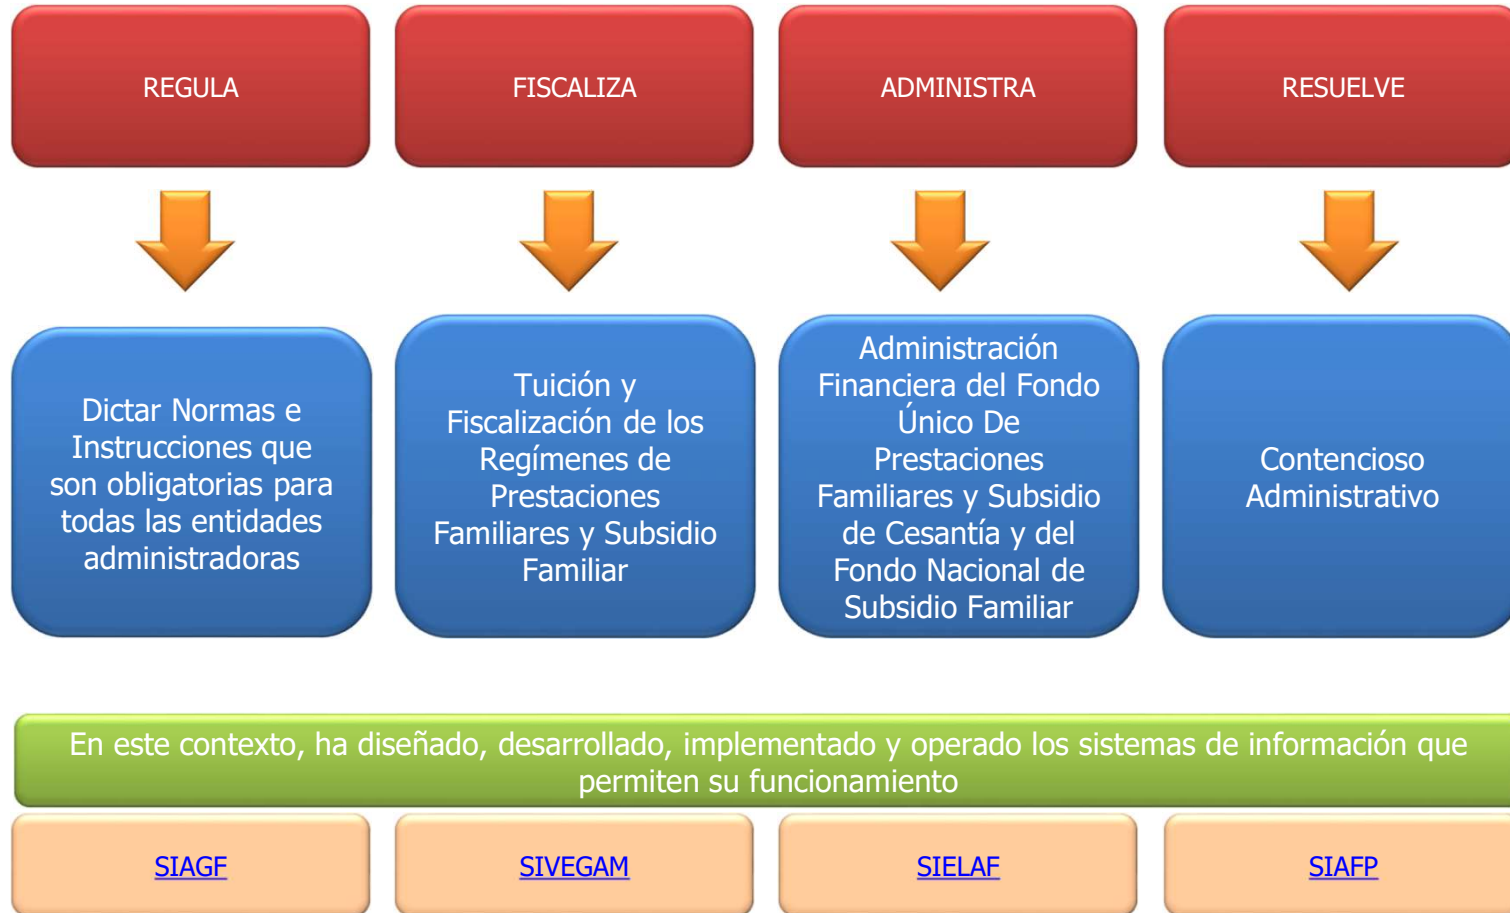 REGULA
FISCALIZA
ADMINISTRA
RESUELVE
Dictar Normas e
Instrucciones que
son obligatorias para
todas las entidades
administradoras
Tuición y
Fiscalización de los
Regímenes de
Prestaciones
Familiares y Subsidio
Familiar
Administración
Financiera del Fondo
Único De
Prestaciones
Familiares y Subsidio
de Cesantía y del
Fondo Nacional de
Subsidio Familiar
Contencioso
Administrativo
En este contexto, ha diseñado, desarrollado, implementado y operado los sistemas de información que
permiten su funcionamiento
SIAGF
SIVEGAM
SIELAF
SIAFP